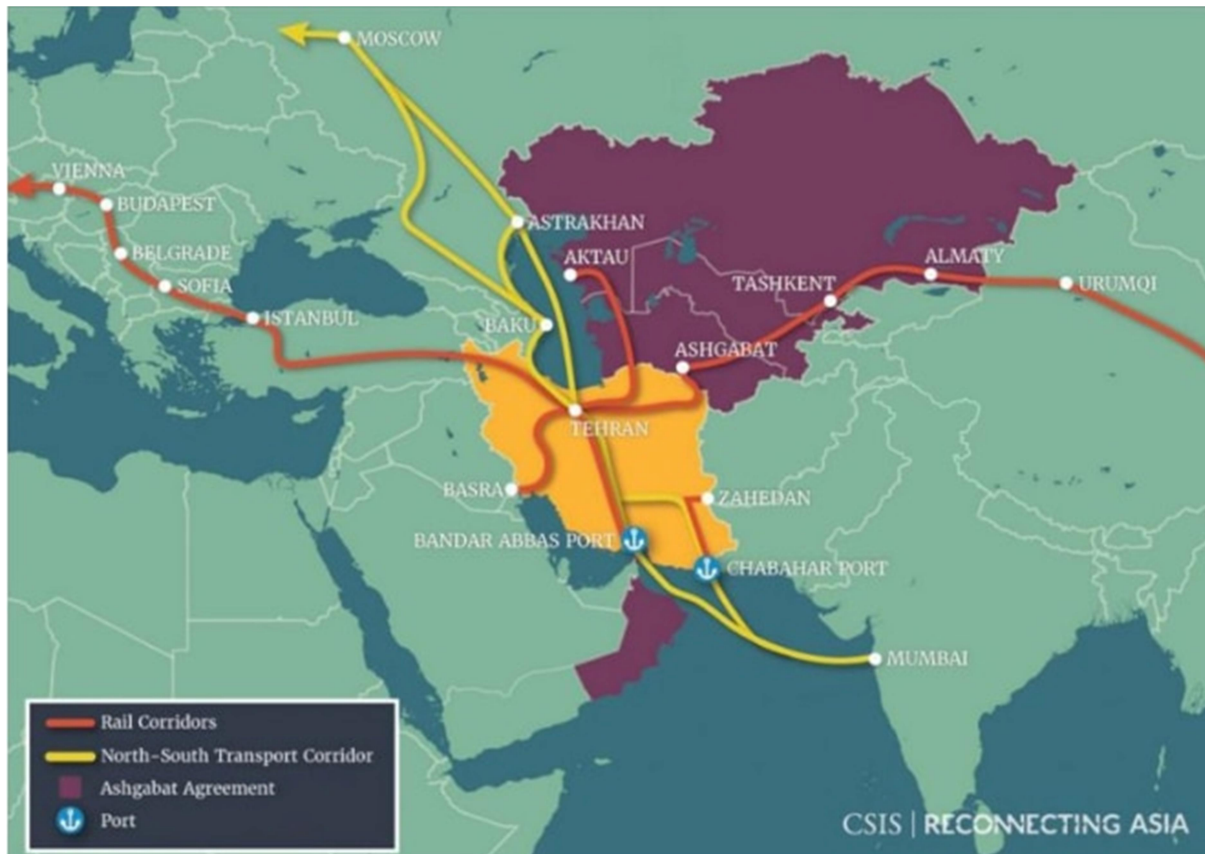 MOSCOW
VIENNA
BUDAPEST
BELGRADE
SOFIA
ISTANBUL
ASTRAKHAN
AKTAU
BAKU
TASHKENT
ALMATY
URUMQI
ASHGABAT
TEHRAN
BASRA
ZAHEDAN
BANDAR ABBAS PORT
CHABAHAR PORT
MUMBAI
Rail Corridors
North-South Transport Corridor
Ashgabat Agreement
Port
CSIS | RECONNECTING ASIA